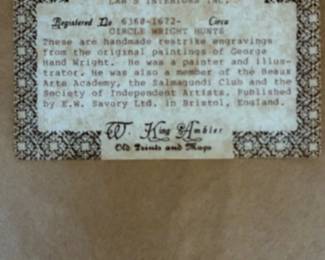 LAW'S INTERIORS INC.
Registered No 6368-1672- Circa
CIRCLE WRIGHT HUNTS
These are handmade restrike engravings
from the original paintings of George
Hand Wright. He was a painter and illus-
trator. He was also a member of the Beaux
Arts Academy, the Salmagundi Club and the
Society of Independent Artists. Published
by E.W. Savory Ltd. in Bristol, England.
W. King Ambler
Old Prints and Maps